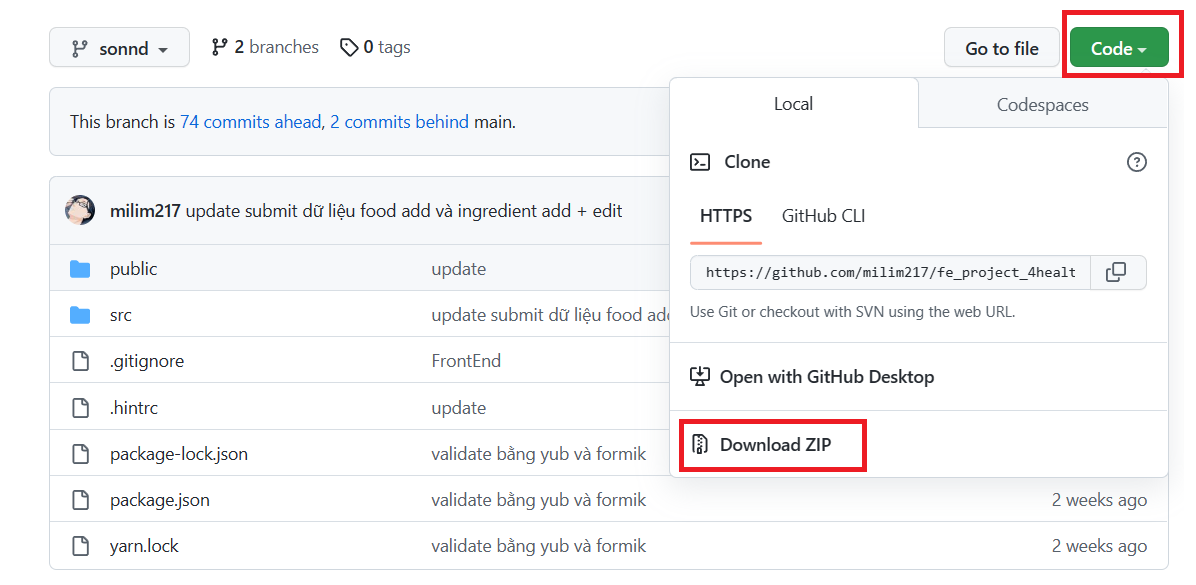 sonnd
2 branches
0 tags
Go to file
Code
This branch is 74 commits ahead, 2 commits behind main.
Local
Codespaces
Clone
HTTPS
GitHub CLI
https://github.com/milim217/fe_project_4healt
Use Git or checkout with SVN using the web URL.
Open with GitHub Desktop
Download ZIP
milim217 update submit dữ liệu food add và ingredient add + edit
public update
src update submit dữ liệu food add
.gitignore FrontEnd
.hintrc update
package-lock.json validate bằng yub và formik
package.json validate bằng yub và formik 2 weeks ago
yarn.lock validate bằng yub và formik 2 weeks ago